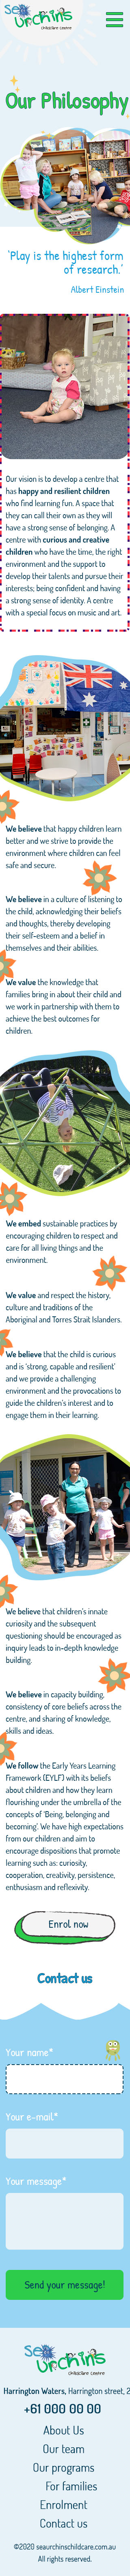 Sea
Urchins
Childcare Centre
Our Philosophy
'Play is the highest form
of research.'
Albert Einstein
Our vision is to develop a centre that
has happy and resilient children
who find learning fun. A space that
they can call their own as they will
have a strong sense of belonging. A
centre with curious and creative
children who have the time, the right
environment and the support to
develop their talents and pursue their
interests; being confident and having
a strong sense of identity. A centre
with a special focus on music and art.
We believe that happy children learn
better and we strive to provide the
environment where children can feel
safe and secure.
We believe in a culture of listening to
the child, acknowledging their beliefs
and thoughts, thereby developing
their self-esteem and a belief in
themselves and their abilities.
We value the knowledge that
families bring in about their child and
we work in partnership with them to
achieve the best outcomes for
children.
We embed sustainable practices by
encouraging children to respect and
care for all living things and the
environment.
We value and respect the history,
culture and traditions of the
Aboriginal and Torres Strait Islanders.
We believe that the child is curious
and is 'strong, capable and resilient'
and we provide a challenging
environment and the provocations to
guide the children's interest and to
engage them in their learning.
We believe that children's innate
curiosity and the subsequent
questioning should be encouraged as
inquiry leads to in-depth knowledge
building.
We believe in capacity building,
consistency of core beliefs across the
centre, and sharing of knowledge,
skills and ideas.
We follow the Early Years Learning
Framework (EYLF) with its beliefs
about children and how they learn
flourishing under the umbrella of the
concepts of 'Being, belonging and
becoming'. We have high expectations
from our children and aim to
encourage dispositions that promote
learning such as: curiosity,
cooperation, creativity, persistence,
enthusiasm and reflexivity.
Enrol now
Contact us
Your name*
Your e-mail*
Your message*
Send your message!
Sea
Urchins
Childcare Centre
Harrington Waters, Harrington street, 2
+61 000 00 00
About Us
Our team
Our programs
For families
Enrolment
Contact us
©2020 seaurchinschildcare.com.au
All rights reserved.